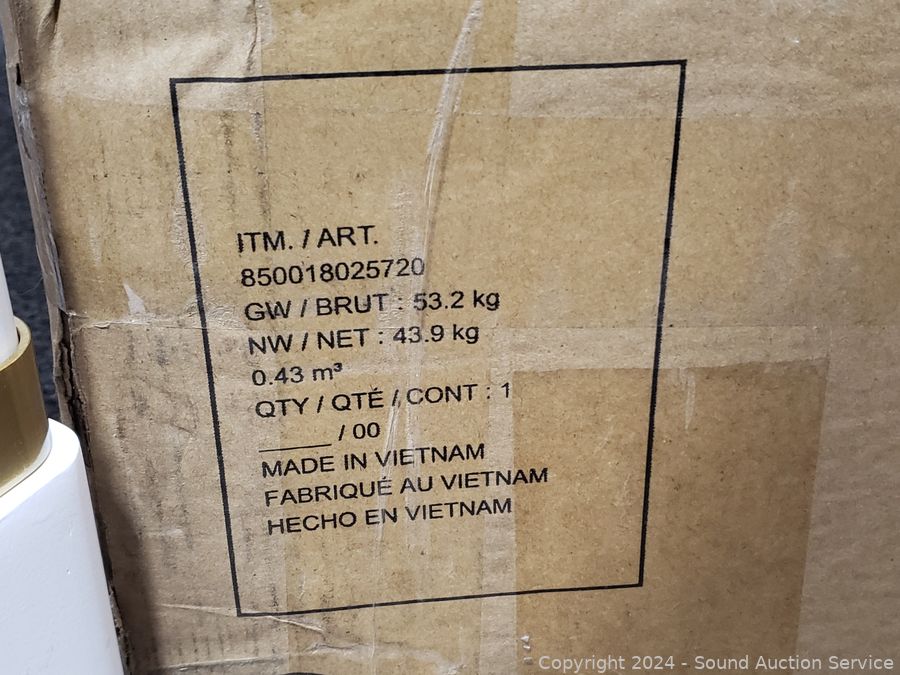 ITM. / ART.
850018025720
GW / BRUT : 53.2 kg
NW / NET : 43.9 kg
0.43 m³
QTY / QTÉ / CONT : 1
_____ / 00
MADE IN VIETNAM
FABRIQUÉ AU VIETNAM
HECHO EN VIETNAM
Copyright 2024 - Sound Auction Service